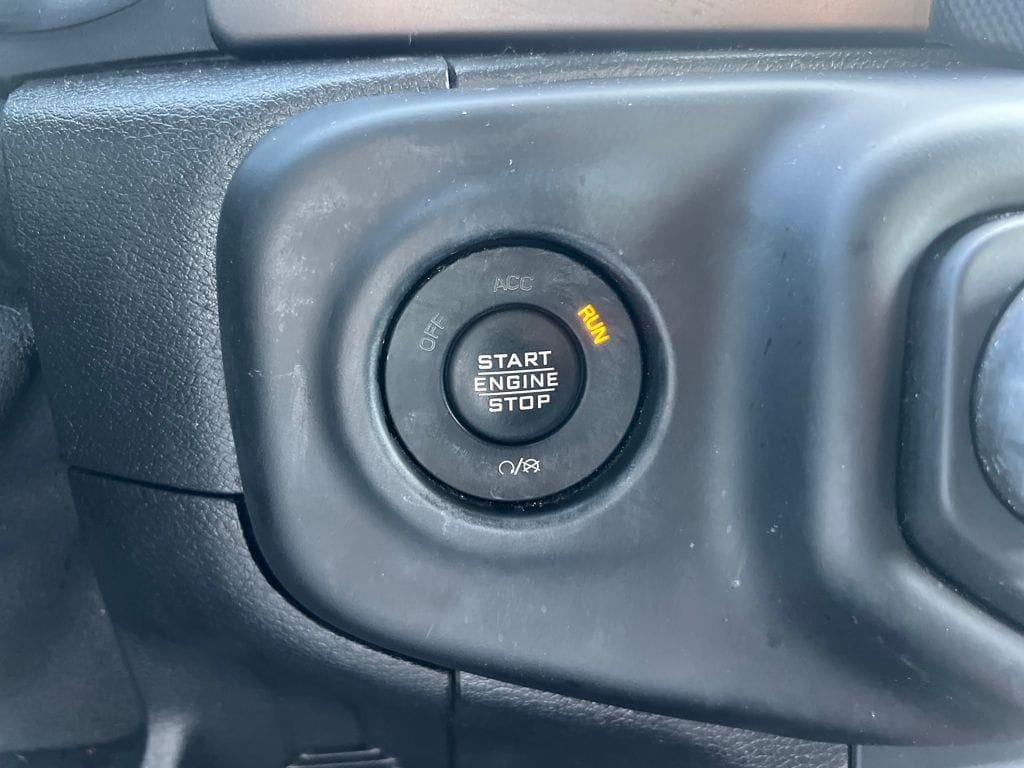 ACC
OFF
RUN
START
ENGINE
STOP